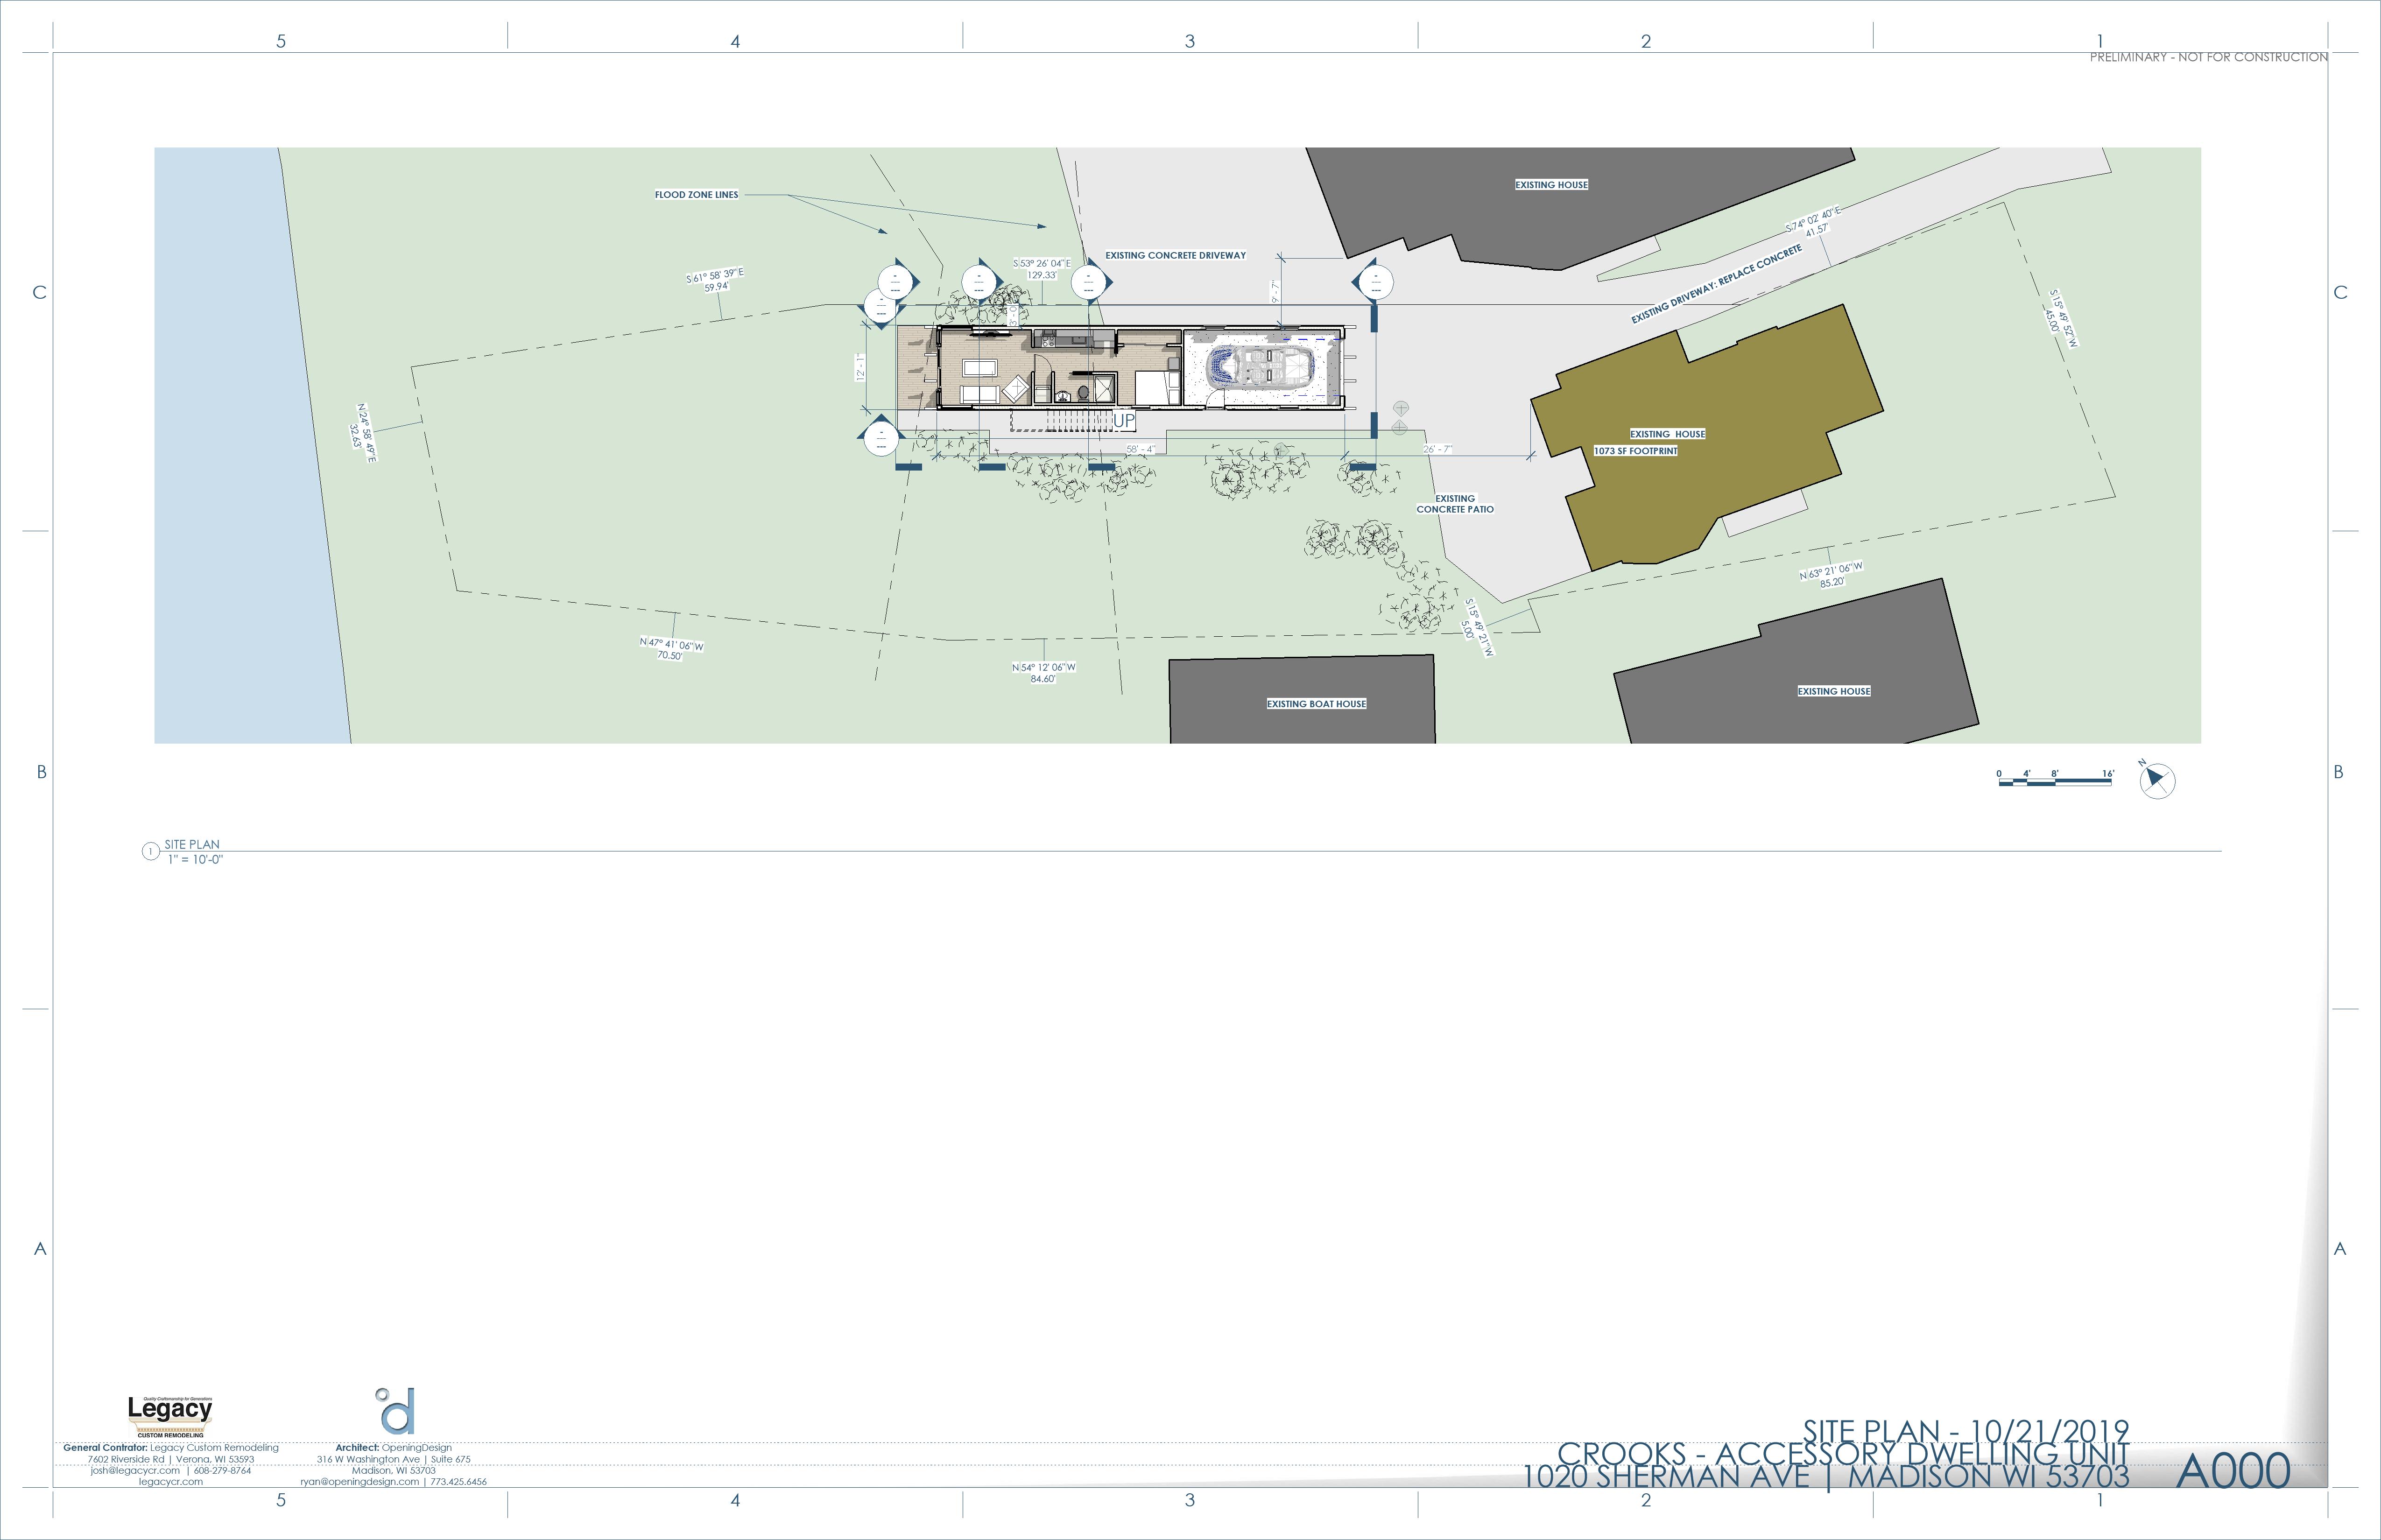 5 4 3 2 1
PRELIMINARY - NOT FOR CONSTRUCTION
EXISTING HOUSE
FLOOD ZONE LINES
S 74° 02' 40" E
41.57'
EXISTING CONCRETE DRIVEWAY
EXISTING DRIVEWAY: REPLACE CONCRETE
S 53° 26' 04" E
129.33'
S 61° 58' 39" E
59.94'
C
C
9' - 7"
3' - 0"
S 15° 49' 52" W
45.00'
12' - 1"
UP
N 24° 58' 49" E
32.63'
58' - 4"
26' - 7"
EXISTING HOUSE
1073 SF FOOTPRINT
EXISTING
CONCRETE PATIO
N 63° 21' 06" W
85.20'
S 15° 49' 21" W
5.00'
N 47° 41' 06" W
70.50'
N 54° 12' 06" W
84.60'
EXISTING BOAT HOUSE
EXISTING HOUSE
B
B
0 4' 8' 16'
N
1
SITE PLAN
1" = 10'-0"
A
A
Quality Craftsmanship for Generations
Legacy
CUSTOM REMODELING
General Contrator: Legacy Custom Remodeling
7602 Riverside Rd | Verona, WI 53593
josh@legacycr.com | 608-279-8764
legacycr.com
d
Architect: OpeningDesign
316 W Washington Ave | Suite 675
Madison, WI 53703
ryan@openingdesign.com | 773.425.6456
SITE PLAN - 10/21/2019
CROOKS - ACCESSORY DWELLING UNIT
1020 SHERMAN AVE | MADISON WI 53703
A000
5 4 3 2 1